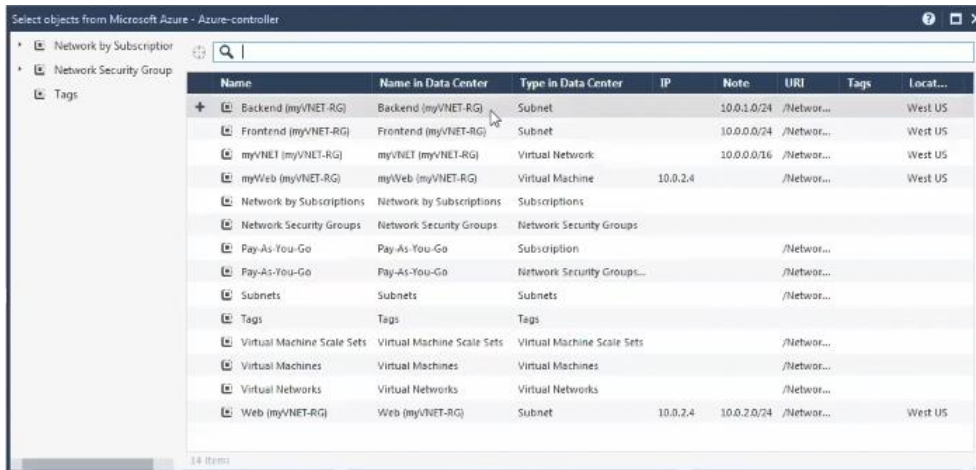 Select objects from Microsoft Azure - Azure-controller
Network by Subscription
Network Security Group
Tags
Name Name in Data Center Type in Data Center IP Note URI Tags Locat...
Backend (myVNET-RG) Backend (myVNET-RG) Subnet 10.0.1.0/24 /Networ... West US
Frontend (myVNET-RG) Frontend (myVNET-RG) Subnet 10.0.0.0/24 /Networ... West US
myVNET (myVNET-RG) myVNET (myVNET-RG) Virtual Network 10.0.0.0/16 /Networ... West US
myWeb (myVNET-RG) myWeb (myVNET-RG) Virtual Machine 10.0.2.4 /Networ... West US
Network by Subscriptions Network by Subscriptions Subscriptions
Network Security Groups Network Security Groups Network Security Groups
Pay-As-You-Go Pay-As-You-Go Subscription /Networ...
Pay-As-You-Go Pay-As-You-Go Network Security Groups... /Networ...
Subnets Subnets Subnets /Networ...
Tags Tags Tags
Virtual Machine Scale Sets Virtual Machine Scale Sets Virtual Machine Scale Sets /Networ...
Virtual Machines Virtual Machines Virtual Machines /Networ...
Virtual Networks Virtual Networks Virtual Networks /Networ...
Web (myVNET-RG) Web (myVNET-RG) Subnet 10.0.2.4 10.0.2.0/24 /Networ... West US
14 items